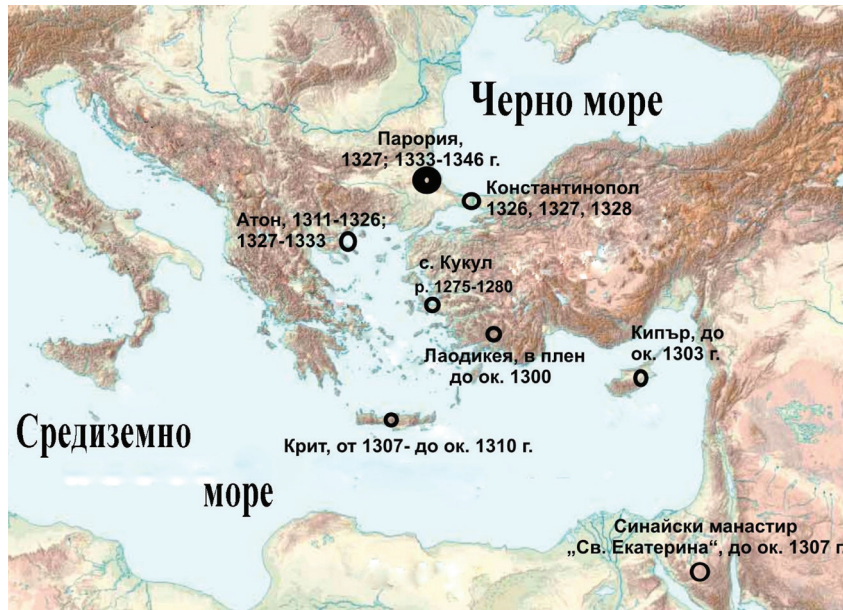 Черно море
Парория,
1327; 1333-1346 г.
Константинопол
1326, 1327, 1328
Атон, 1311-1326;
1327-1333
с. Кукул
р. 1275-1280
Кипър, до
ок. 1303 г.
Лаодикея, в плен
до ок. 1300
Средиземно
море
Крит, от 1307- до ок. 1310 г.
Синайски манастир
„Св. Екатерина“, до ок. 1307 г.